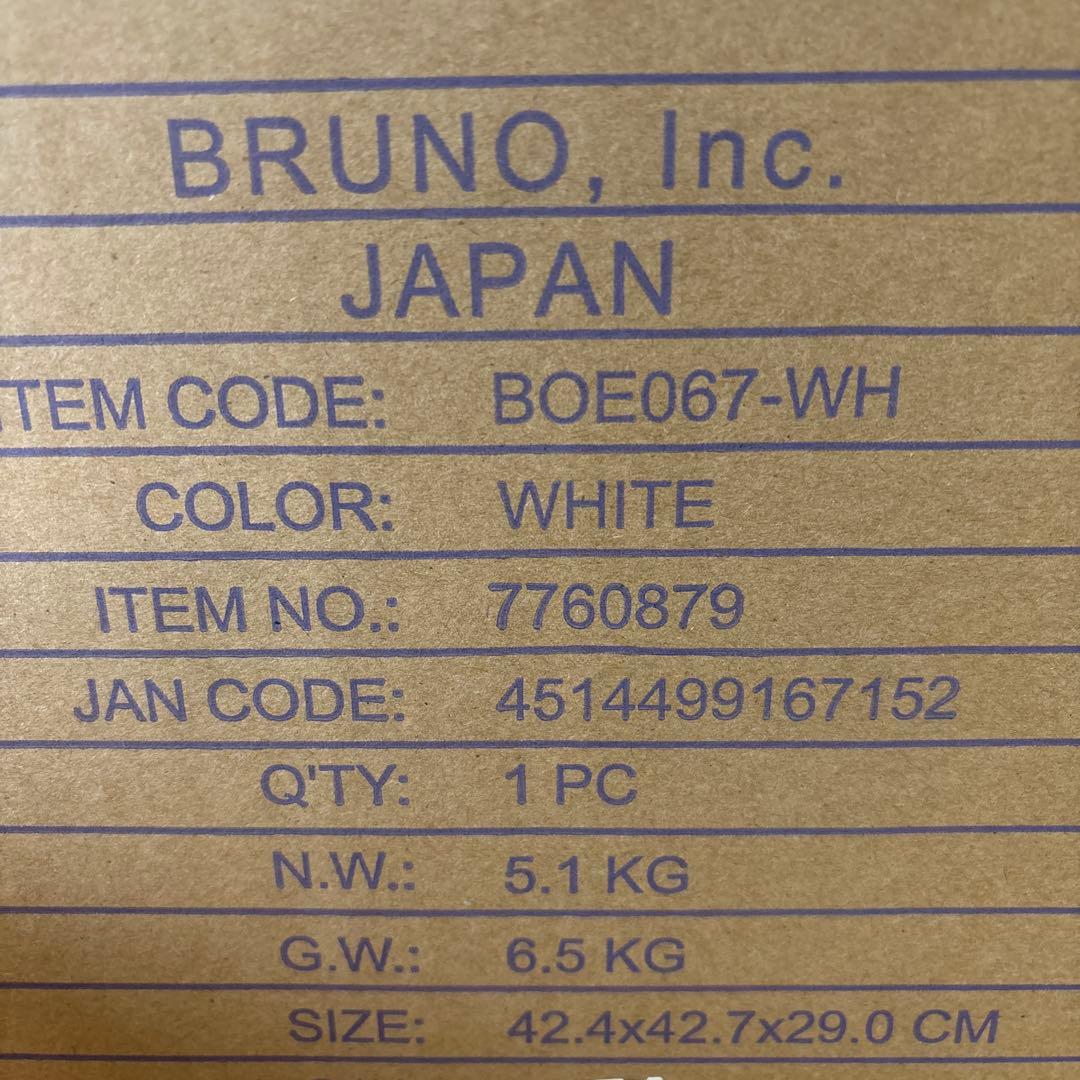 BRUNO, Inc.
JAPAN
ITEM CODE: BOE067-WH
COLOR: WHITE
ITEM NO.: 7760879
JAN CODE: 4514499167152
Q'TY: 1 PC
N.W.: 5.1 KG
G.W.: 6.5 KG
SIZE: 42.4x42.7x29.0 CM